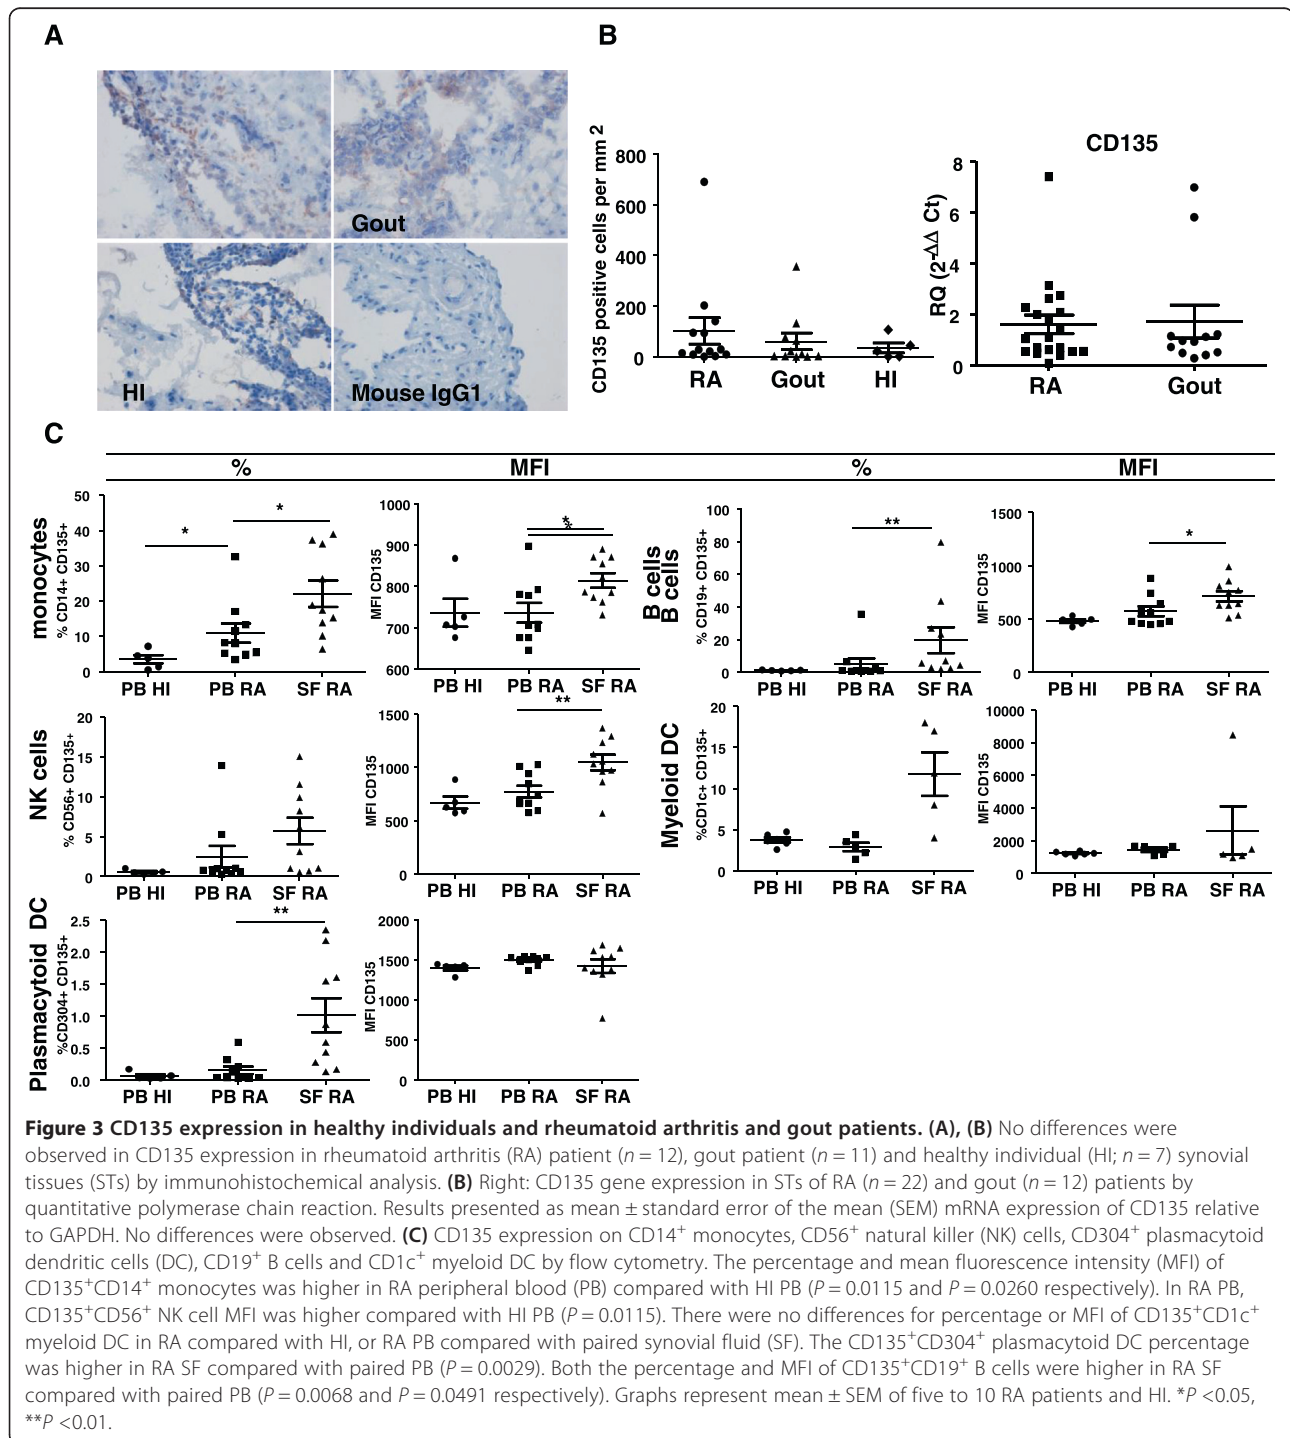 A
B
Gout
HI
Mouse IgG1
CD135 positive cells per mm 2
800
600
400
200
0
RA
Gout
HI
CD135
RQ (2-ΔΔ Ct)
8
6
4
2
0
RA
Gout
C
%
MFI
%
MFI
monocytes
% CD14+ CD135+
50
40
30
20
10
0
*
*
PB HI
PB RA
SF RA
MFI CD135
1000
900
800
700
600
*
*
PB HI
PB RA
SF RA
B cells
B cells
% CD19+ CD135+
100
80
60
40
20
0
**
PB HI
PB RA
SF RA
MFI CD135
1500
1000
500
0
*
PB HI
PB RA
SF RA
NK cells
% CD56+ CD135+
20
15
10
5
0
PB HI
PB RA
SF RA
MFI CD135
1500
1000
500
0
**
PB HI
PB RA
SF RA
Myeloid DC
%CD1c+ CD135+
20
15
10
5
0
PB HI
PB RA
SF RA
MFI CD135
10000
8000
6000
4000
2000
0
PB HI
PB RA
SF RA
Plasmacytoid DC
%CD304+ CD135+
2.5
2.0
1.5
1.0
0.5
0.0
**
PB HI
PB RA
SF RA
MFI CD135
2000
1500
1000
500
0
PB HI
PB RA
SF RA
Figure 3 CD135 expression in healthy individuals and rheumatoid arthritis and gout patients. (A), (B) No differences were
observed in CD135 expression in rheumatoid arthritis (RA) patient (n = 12), gout patient (n = 11) and healthy individual (HI; n = 7) synovial
tissues (STs) by immunohistochemical analysis. (B) Right: CD135 gene expression in STs of RA (n = 22) and gout (n = 12) patients by
quantitative polymerase chain reaction. Results presented as mean ± standard error of the mean (SEM) mRNA expression of CD135 relative
to GAPDH. No differences were observed. (C) CD135 expression on CD14⁺ monocytes, CD56⁺ natural killer (NK) cells, CD304⁺ plasmacytoid
dendritic cells (DC), CD19⁺ B cells and CD1c⁺ myeloid DC by flow cytometry. The percentage and mean fluorescence intensity (MFI) of
CD135⁺CD14⁺ monocytes was higher in RA peripheral blood (PB) compared with HI PB (P = 0.0115 and P = 0.0260 respectively). In RA PB,
CD135⁺CD56⁺ NK cell MFI was higher compared with HI PB (P = 0.0115). There were no differences for percentage or MFI of CD135⁺CD1c⁺
myeloid DC in RA compared with HI, or RA PB compared with paired synovial fluid (SF). The CD135⁺CD304⁺ plasmacytoid DC percentage
was higher in RA SF compared with paired PB (P = 0.0029). Both the percentage and MFI of CD135⁺CD19⁺ B cells were higher in RA SF
compared with paired PB (P = 0.0068 and P = 0.0491 respectively). Graphs represent mean ± SEM of five to 10 RA patients and HI. *P <0.05,
**P <0.01.